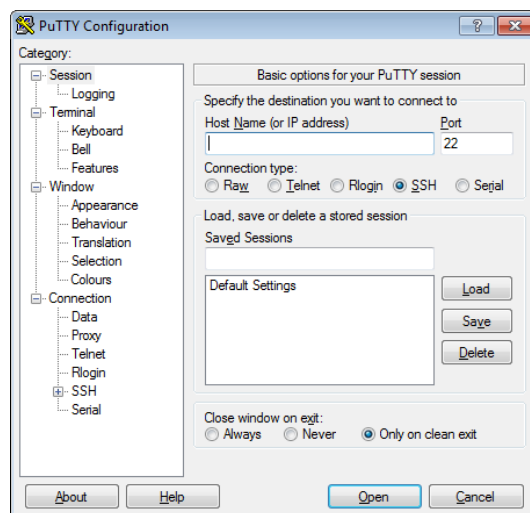 PuTTY Configuration
?
Category:
Session
Logging
Terminal
Keyboard
Bell
Features
Window
Appearance
Behaviour
Translation
Selection
Colours
Connection
Data
Proxy
Telnet
Rlogin
SSH
Serial
Basic options for your PuTTY session
Specify the destination you want to connect to
Host Name (or IP address) Port
22
Connection type:
Raw Telnet Rlogin SSH Serial
Load, save or delete a stored session
Saved Sessions
Default Settings
Load
Save
Delete
Close window on exit:
Always Never Only on clean exit
About Help Open Cancel